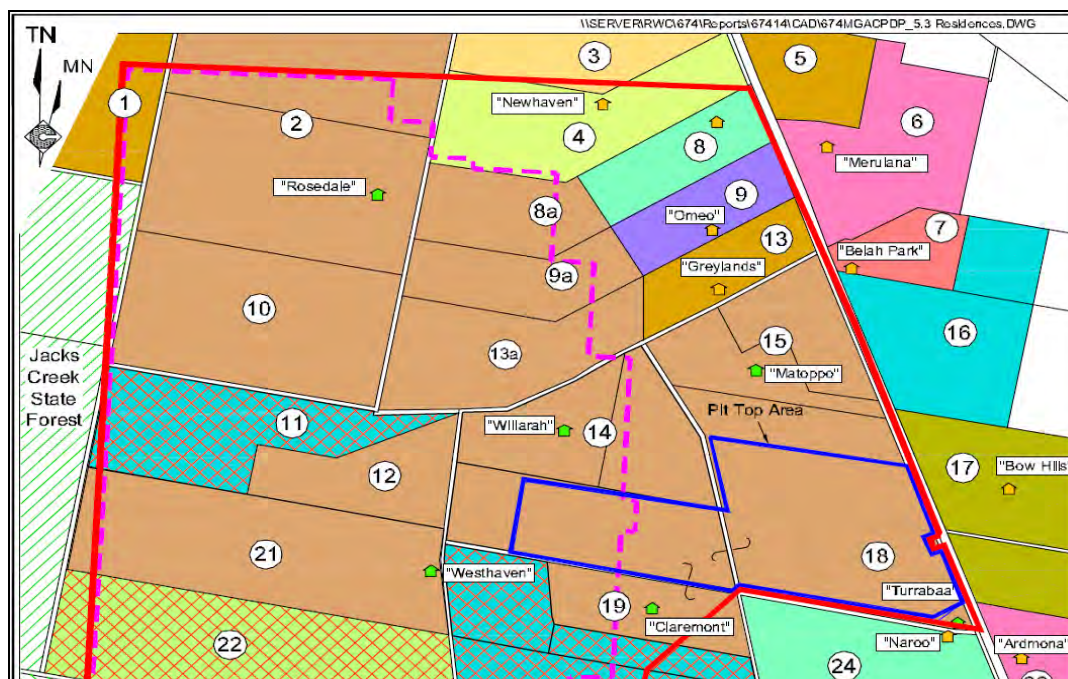 \\SERVER\RWC\674\Reports\67414\CAD\674MGACPDP_5.3 Residences.DWG
TN
MN
1
2
3
4
5
6
"Newhaven"
8
"Merulana"
"Rosedale"
9
8a
7
"Omeo"
13
"Belah Park"
"Greylands"
9a
10
16
15
13a
Jacks
Creek
State
Forest
"Matoppo"
Pit Top Area
11
"Willarah"
14
17
12
"Bow Hills"
21
18
"Westhaven"
"Turrabaa"
19
"Claremont"
22
"Naroo"
"Ardmona"
24